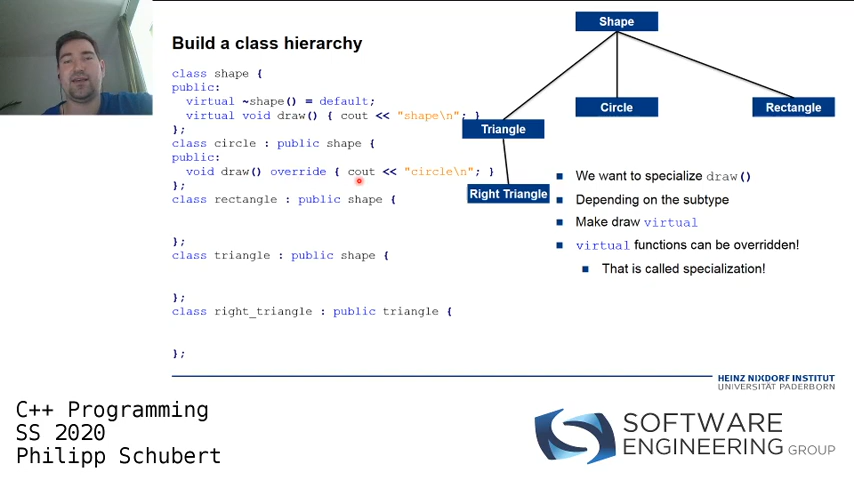 Build a class hierarchy
class shape {
public:
  virtual ~shape() = default;
  virtual void draw() { cout << "shape\n"; }
};
class circle : public shape {
public:
  void draw() override { cout << "circle\n"; }
};
class rectangle : public shape {
};
class triangle : public shape {
};
class right_triangle : public triangle {
};
Shape
Circle
Rectangle
Triangle
Right Triangle
We want to specialize draw()
Depending on the subtype
Make draw virtual
virtual functions can be overridden!
That is called specialization!
HEINZ NIXDORF INSTITUT
UNIVERSITÄT PADERBORN
C++ Programming
SS 2020
Philipp Schubert
SOFTWARE
ENGINEERING GROUP